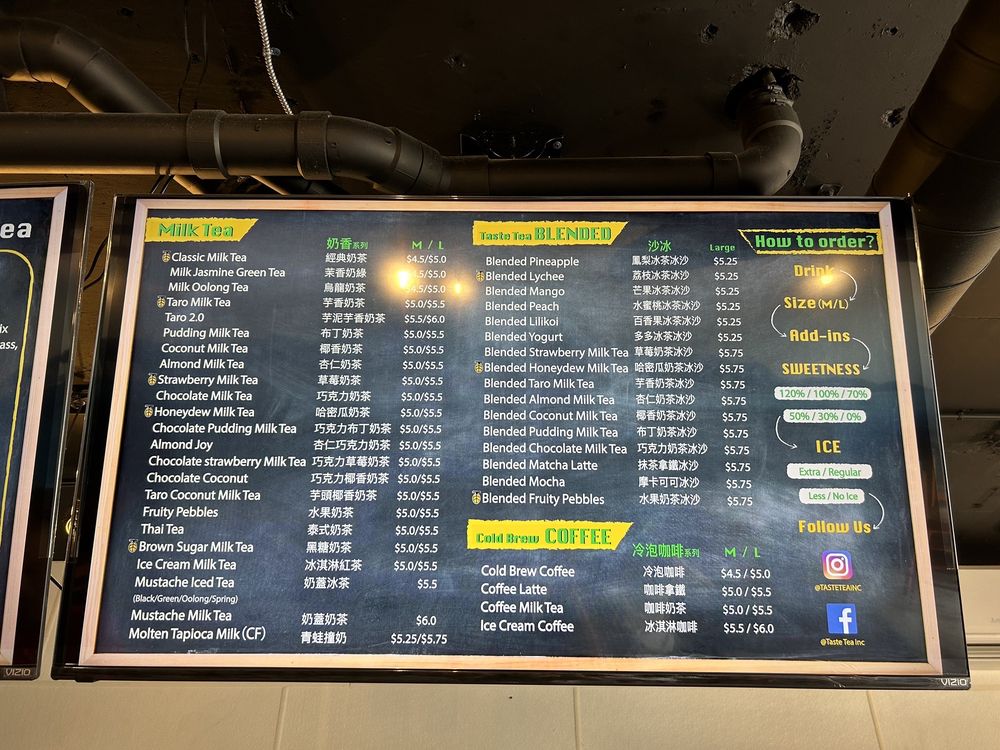 ea
ix
ass,
VIZIO
Milk Tea
奶香系列 M / L
Classic Milk Tea 經典奶茶 $4.5/$5.0
Milk Jasmine Green Tea 茉香奶綠 $4.5/$5.0
Milk Oolong Tea 烏龍奶茶 $4.5/$5.0
Taro Milk Tea 芋香奶茶 $5.0/$5.5
Taro 2.0 芋泥芋香奶茶 $5.5/$6.0
Pudding Milk Tea 布丁奶茶 $5.0/$5.5
Coconut Milk Tea 椰香奶茶 $5.0/$5.5
Almond Milk Tea 杏仁奶茶 $5.0/$5.5
Strawberry Milk Tea 草莓奶茶 $5.0/$5.5
Chocolate Milk Tea 巧克力奶茶 $5.0/$5.5
Honeydew Milk Tea 哈密瓜奶茶 $5.0/$5.5
Chocolate Pudding Milk Tea 巧克力布丁奶茶 $5.0/$5.5
Almond Joy 杏仁巧克力奶茶 $5.0/$5.5
Chocolate strawberry Milk Tea 巧克力草莓奶茶 $5.0/$5.5
Chocolate Coconut 巧克力椰香奶茶 $5.0/$5.5
Taro Coconut Milk Tea 芋頭椰香奶茶 $5.0/$5.5
Fruity Pebbles 水果奶茶 $5.0/$5.5
Thai Tea 泰式奶茶 $5.0/$5.5
Brown Sugar Milk Tea 黑糖奶茶 $5.0/$5.5
Ice Cream Milk Tea 冰淇淋紅茶 $5.0/$5.5
Mustache Iced Tea 奶蓋冰茶 $5.5
(Black/Green/Oolong/Spring)
Mustache Milk Tea 奶蓋奶茶 $6.0
Molten Tapioca Milk (CF) 青蛙撞奶 $5.25/$5.75
Taste Tea BLENDED
沙冰 Large
Blended Pineapple 鳳梨冰茶冰沙 $5.25
Blended Lychee 荔枝冰茶冰沙 $5.25
Blended Mango 芒果冰茶冰沙 $5.25
Blended Peach 水蜜桃冰茶冰沙 $5.25
Blended Lilikoi 百香果冰茶冰沙 $5.25
Blended Yogurt 多多冰茶冰沙 $5.25
Blended Strawberry Milk Tea 草莓奶茶冰沙 $5.75
Blended Honeydew Milk Tea 哈密瓜奶茶冰沙 $5.75
Blended Taro Milk Tea 芋香奶茶冰沙 $5.75
Blended Almond Milk Tea 杏仁奶茶冰沙 $5.75
Blended Coconut Milk Tea 椰香奶茶冰沙 $5.75
Blended Pudding Milk Tea 布丁奶茶冰沙 $5.75
Blended Chocolate Milk Tea 巧克力奶茶冰沙 $5.75
Blended Matcha Latte 抹茶拿鐵冰沙 $5.75
Blended Mocha 摩卡可可冰沙 $5.75
Blended Fruity Pebbles 水果奶茶冰沙 $5.75
Cold Brew COFFEE
冷泡咖啡系列 M / L
Cold Brew Coffee 冷泡咖啡 $4.5 / $5.0
Coffee Latte 咖啡拿鐵 $5.0 / $5.5
Coffee Milk Tea 咖啡奶茶 $5.0 / $5.5
Ice Cream Coffee 冰淇淋咖啡 $5.5 / $6.0
How to order?
Drink
Size (M/L)
Add-ins
SWEETNESS
120% / 100% / 70%
50% / 30% / 0%
ICE
Extra / Regular
Less / No Ice
Follow Us
@TASTETEAINC
f
@Taste Tea Inc
VIZIO